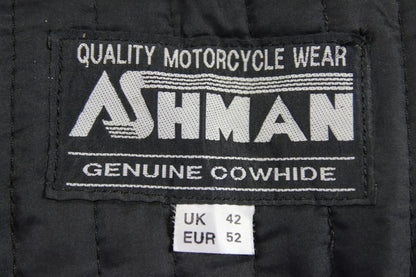 QUALITY MOTORCYCLE WEAR
ASHMAN
GENUINE COWHIDE
UK 42
EUR 52